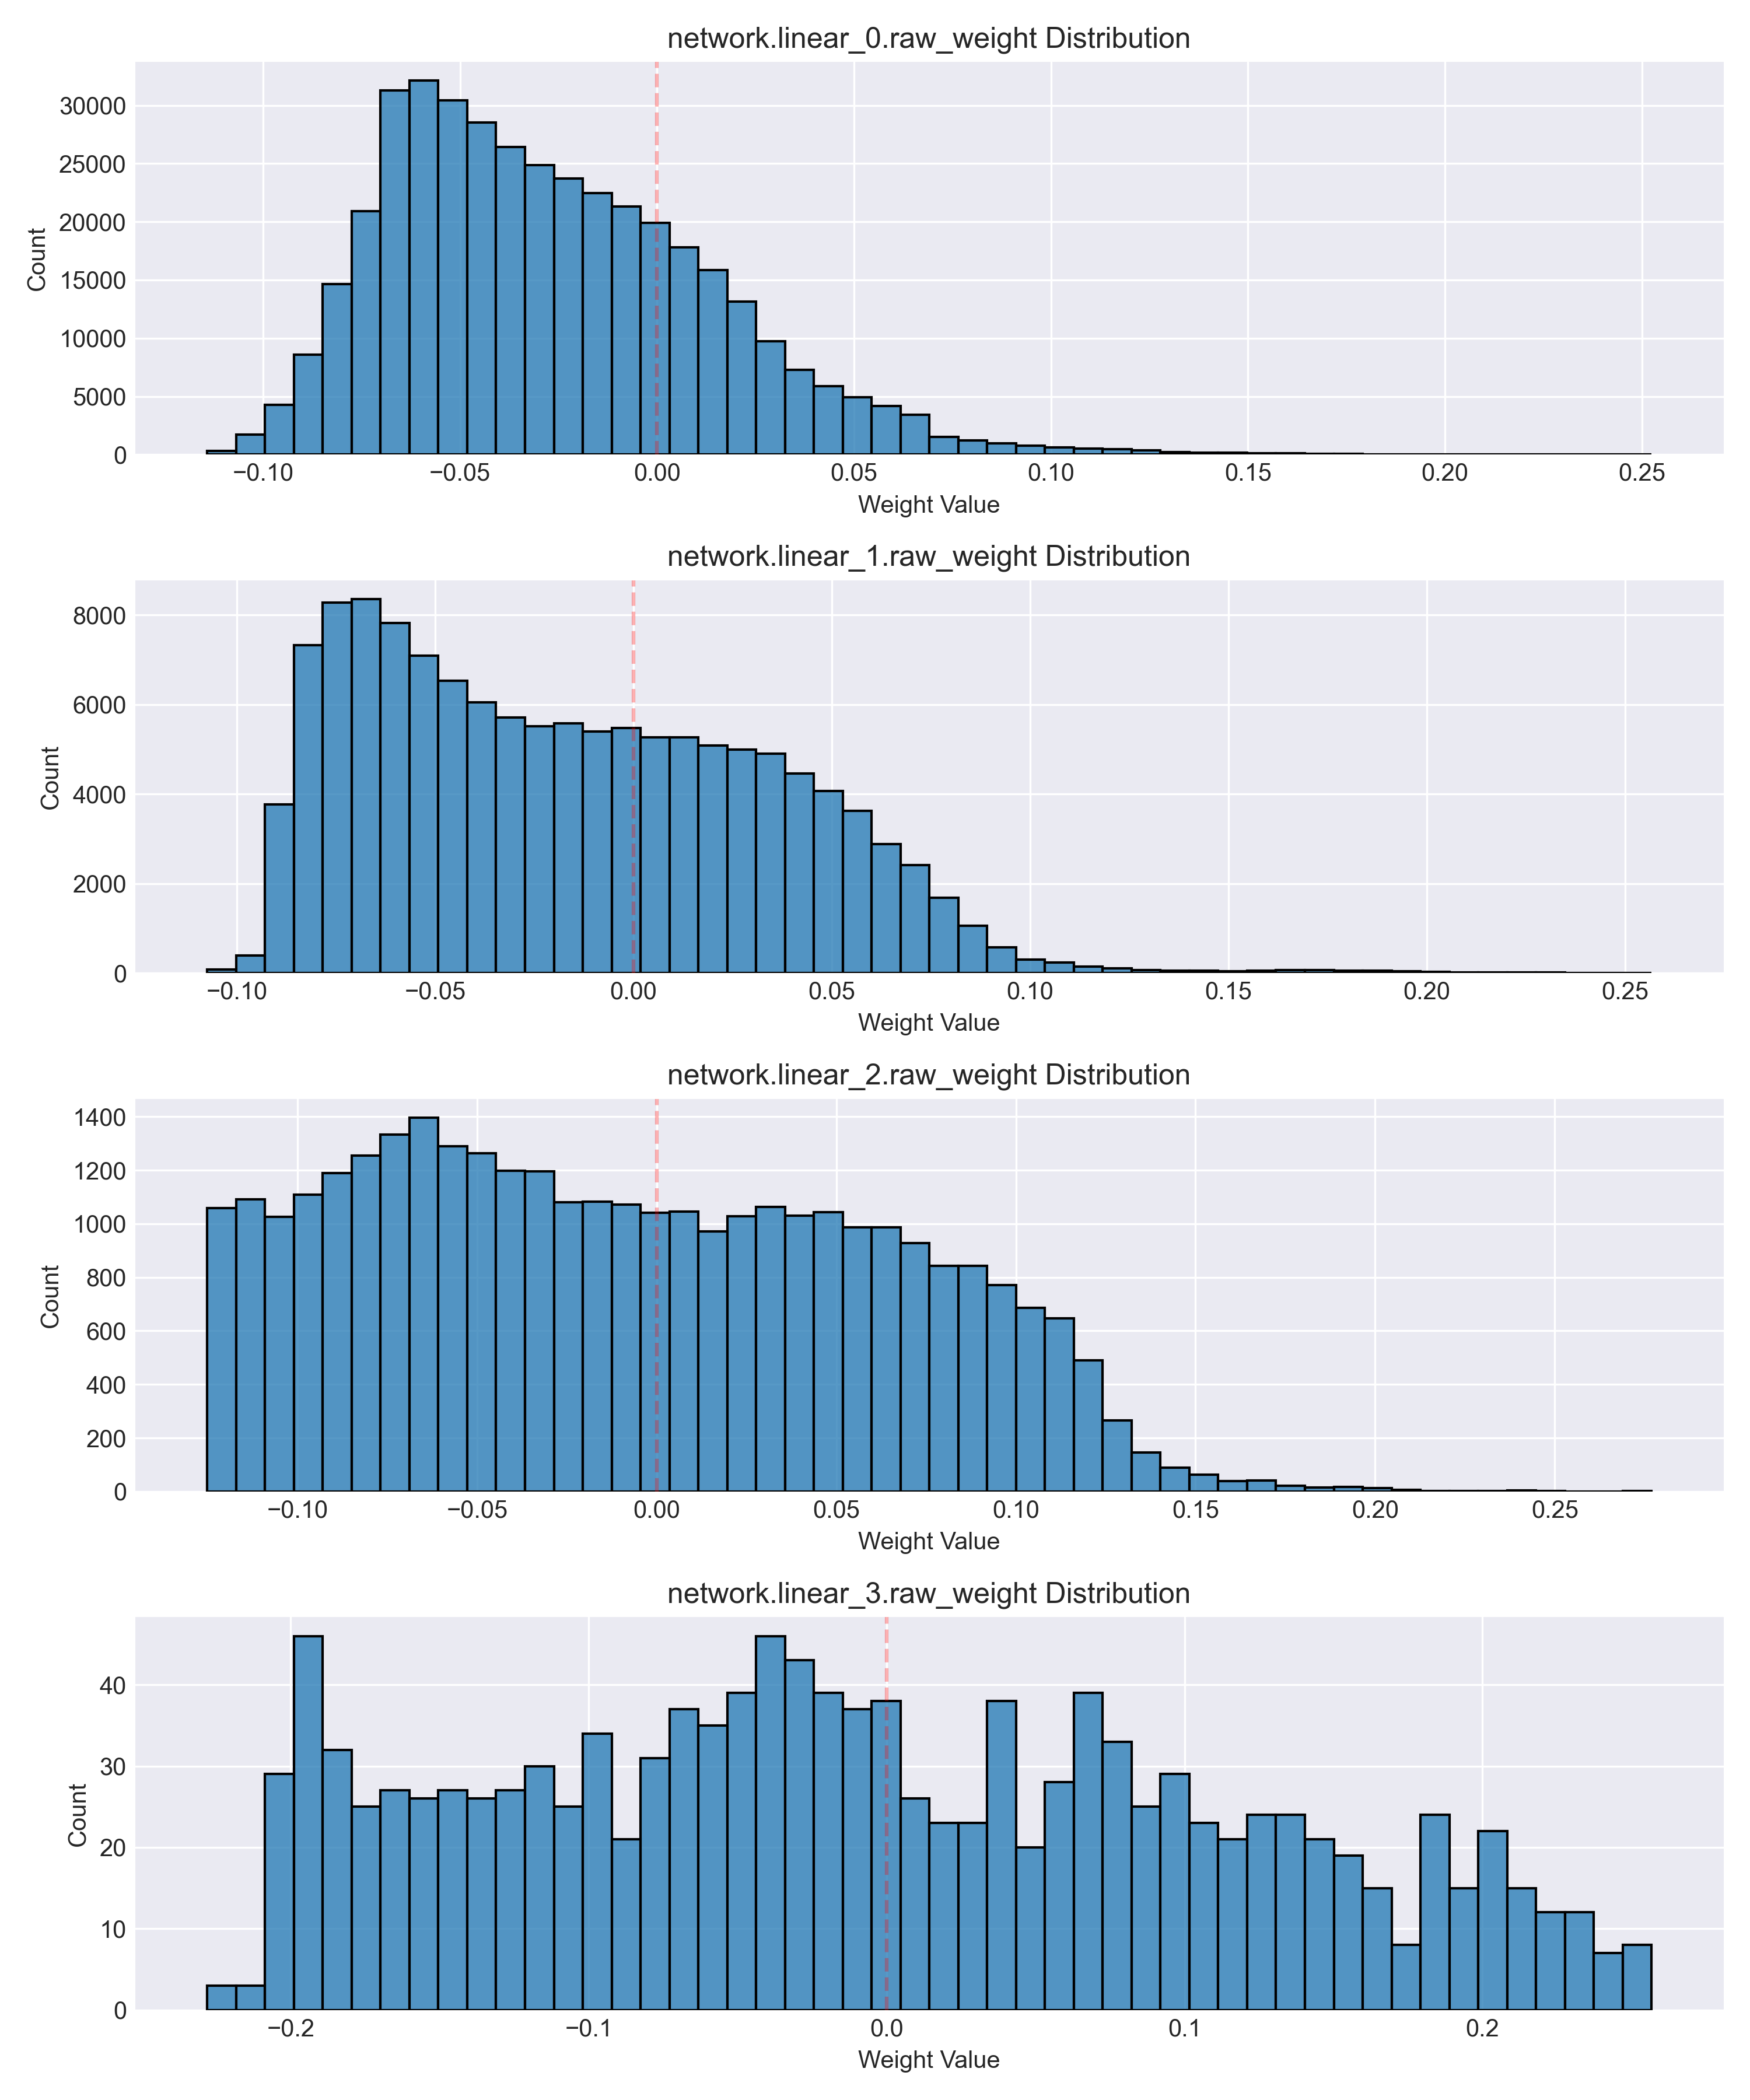 network.linear_0.raw_weight Distribution
30000
25000
20000
15000
10000
5000
0
Count
−0.10 −0.05 0.00 0.05 0.10 0.15 0.20 0.25
Weight Value
network.linear_1.raw_weight Distribution
8000
6000
4000
2000
0
Count
−0.10 −0.05 0.00 0.05 0.10 0.15 0.20 0.25
Weight Value
network.linear_2.raw_weight Distribution
1400
1200
1000
800
600
400
200
0
Count
−0.10 −0.05 0.00 0.05 0.10 0.15 0.20 0.25
Weight Value
network.linear_3.raw_weight Distribution
40
30
20
10
0
Count
−0.2 −0.1 0.0 0.1 0.2
Weight Value